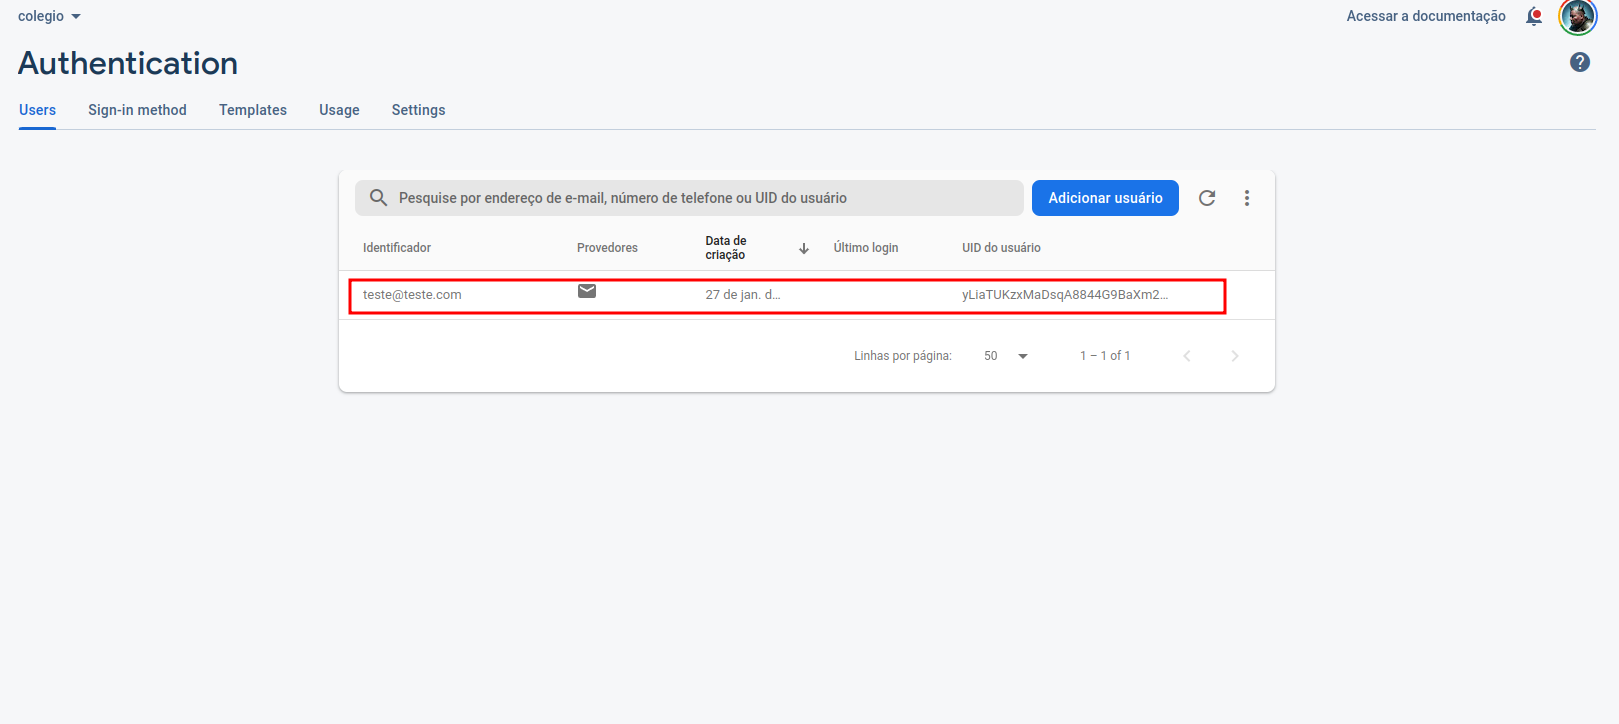 colegio
Acessar a documentação
Authentication
?
Users Sign-in method Templates Usage Settings
Pesquise por endereço de e-mail, número de telefone ou UID do usuário
Adicionar usuário
Identificador Provedores Data de criação Último login UID do usuário
teste@teste.com 27 de jan. d... yLiaTUKzxMaDsqA8844G9BaXm2...
Linhas por página: 50 1 – 1 of 1